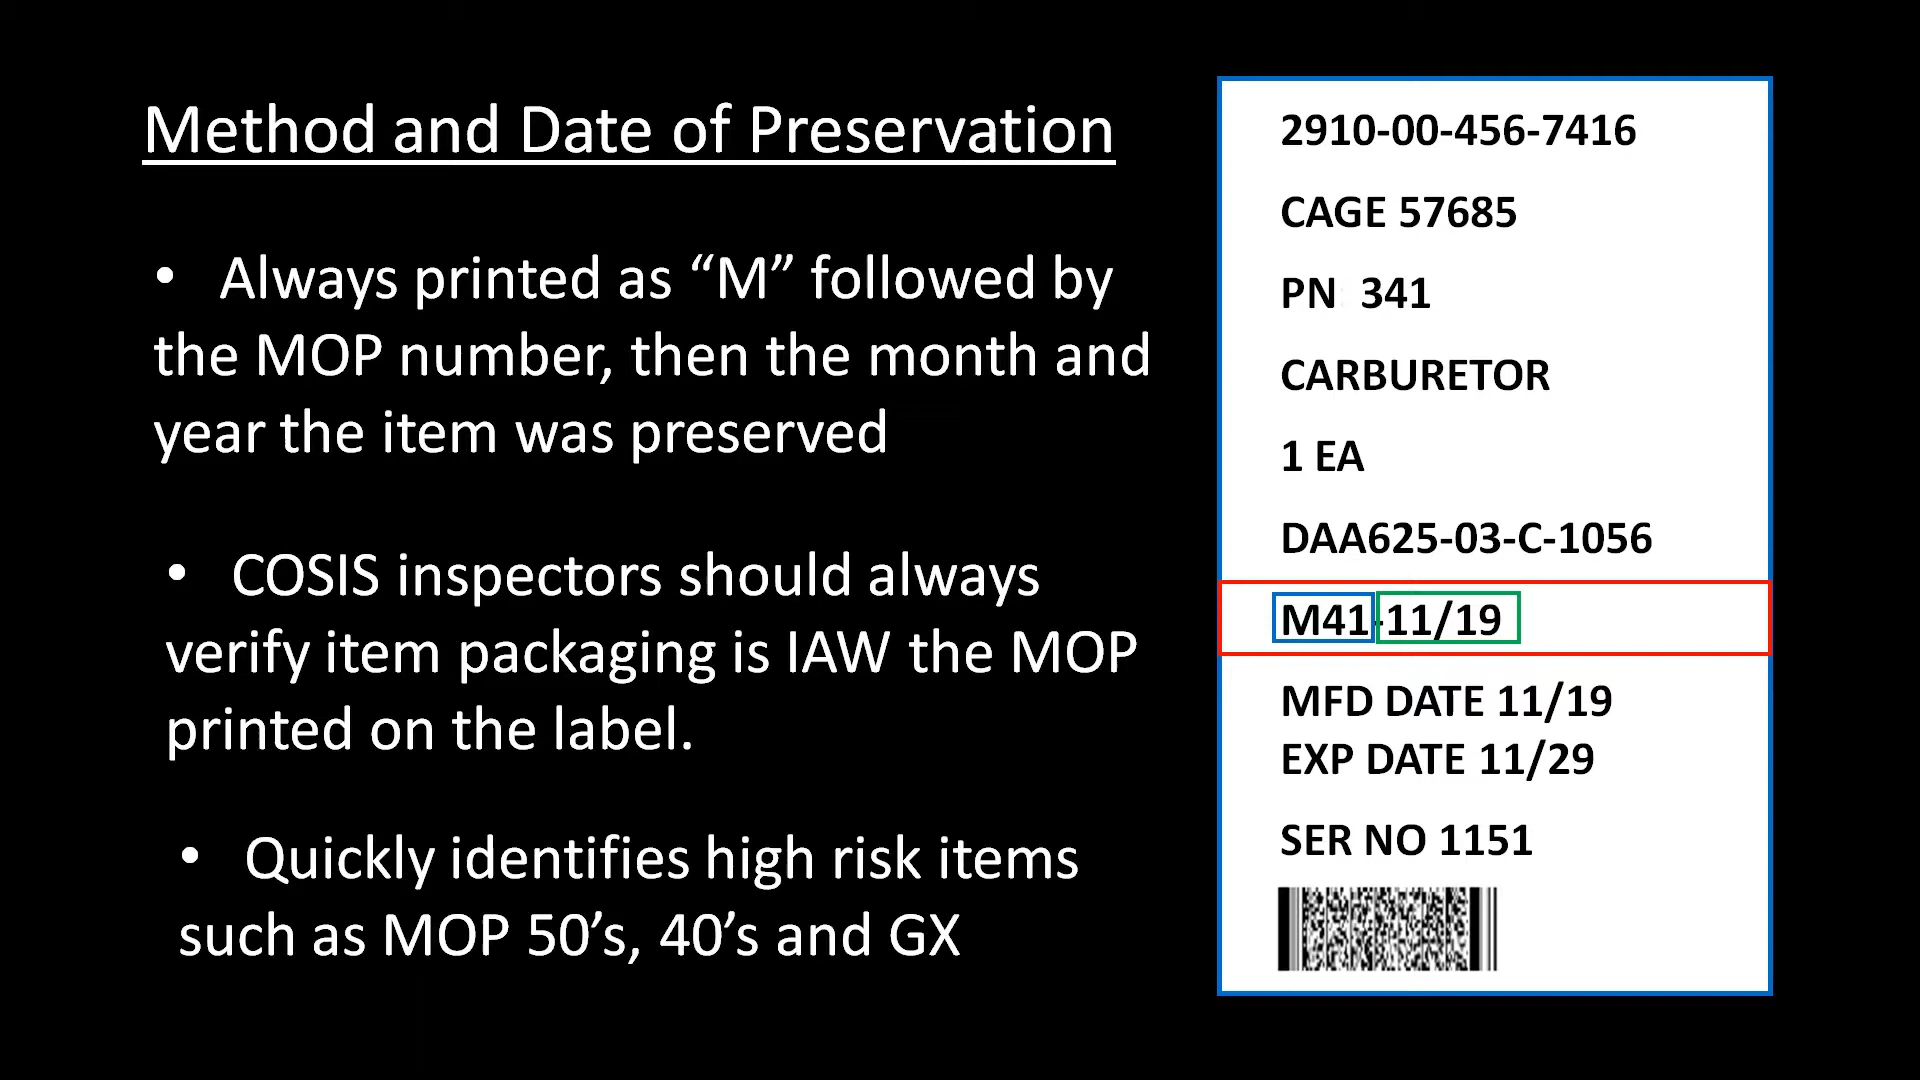 Method and Date of Preservation
• Always printed as “M” followed by
the MOP number, then the month and
year the item was preserved
• COSIS inspectors should always
verify item packaging is IAW the MOP
printed on the label.
• Quickly identifies high risk items
such as MOP 50’s, 40’s and GX
2910-00-456-7416
CAGE 57685
PN 341
CARBURETOR
1 EA
DAA625-03-C-1056
M41-11/19
MFD DATE 11/19
EXP DATE 11/29
SER NO 1151